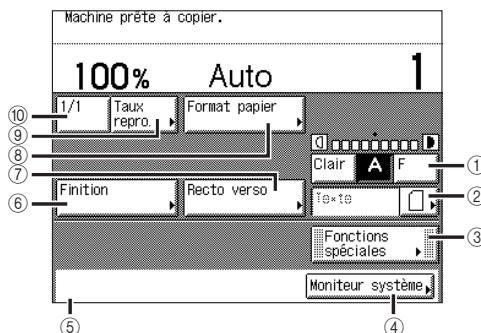 Machine prête à copier.
100% Auto 1
1/1 Taux repro. Format papier
⑩
⑨
⑧
Clair A F ①
⑦
Finition Recto verso Texte ②
⑥
Fonctions spéciales ③
Moniteur système
⑤ ④